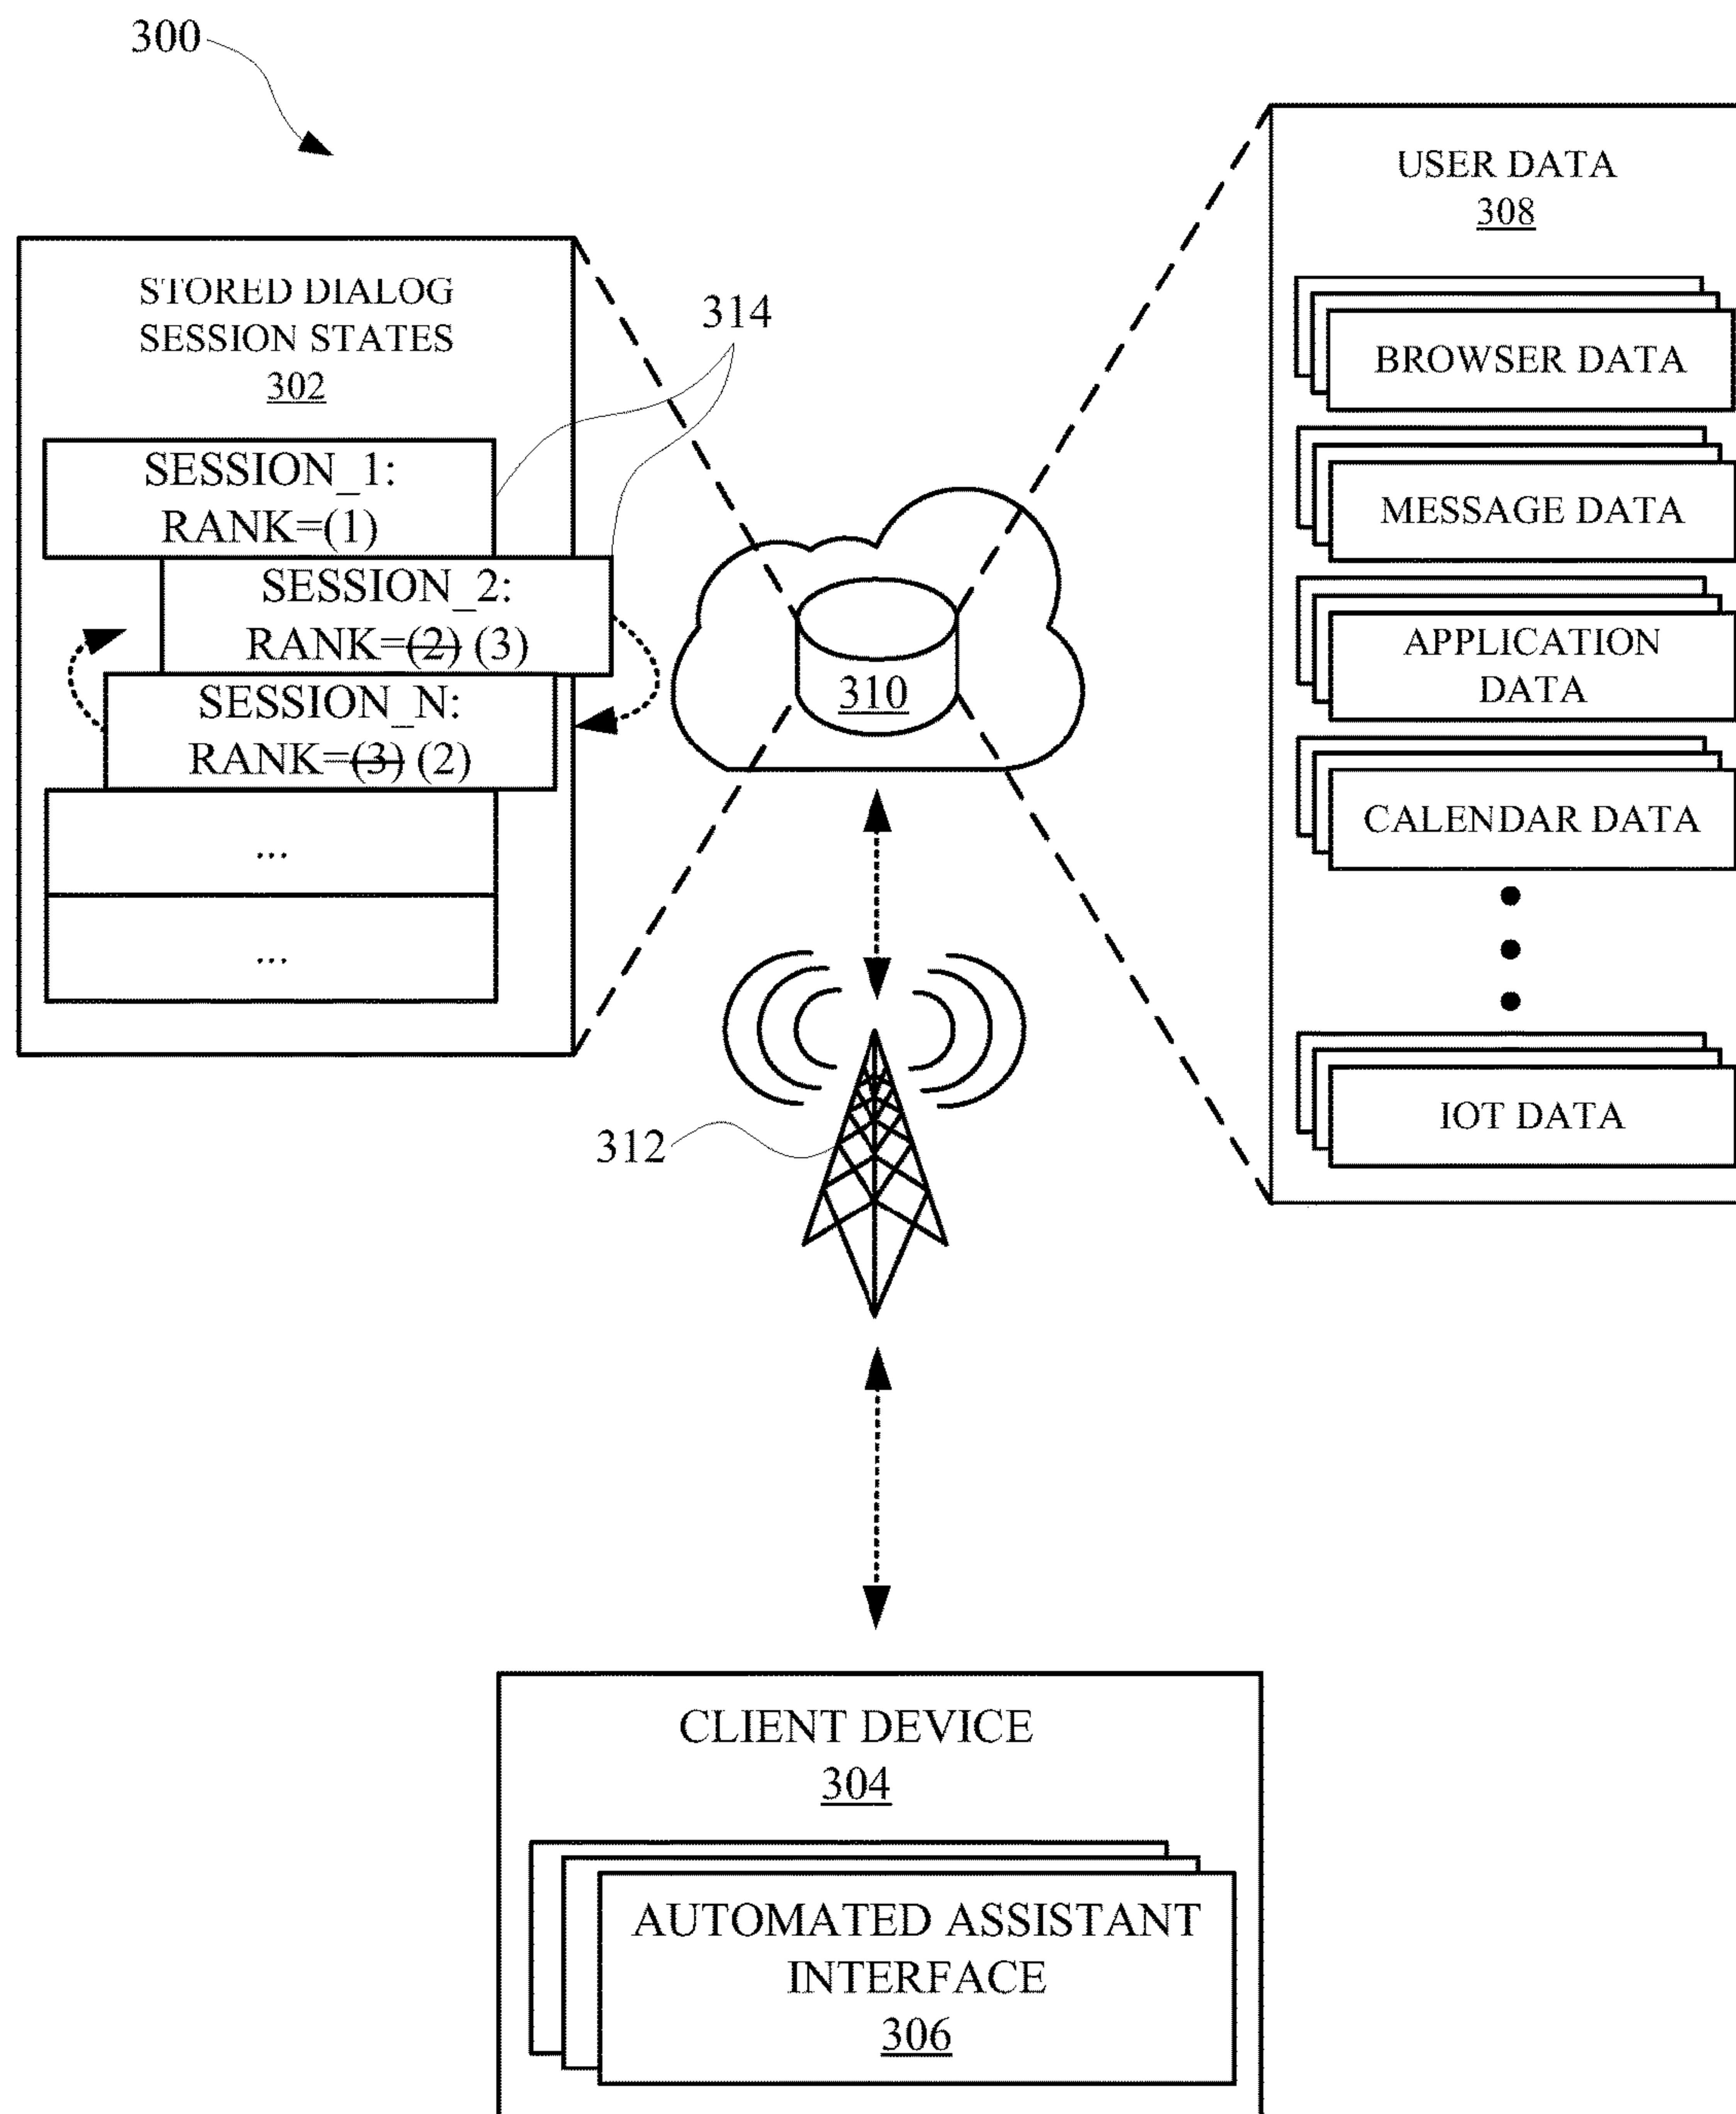 300
USER DATA
308
STORED DIALOG
SESSION STATES
302
314
SESSION_1:
RANK=(1)
SESSION_2:
RANK=(2) (3)
SESSION_N:
RANK=(3) (2)
...
...
310
BROWSER DATA
MESSAGE DATA
APPLICATION
DATA
CALENDAR DATA
IOT DATA
312
CLIENT DEVICE
304
AUTOMATED ASSISTANT
INTERFACE
306